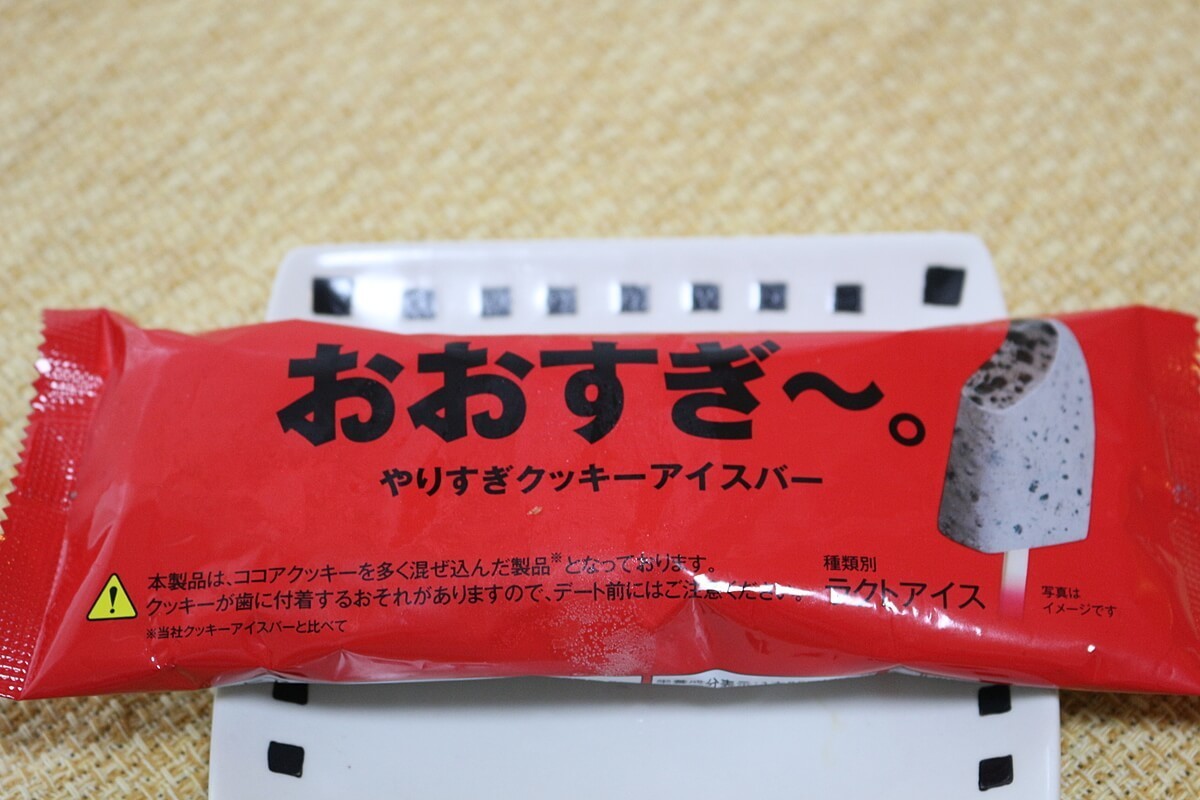 おおすぎ〜。
やりすぎクッキーアイスバー
本製品は、ココアクッキーを多く混ぜ込んだ製品※となっております。
クッキーが歯に付着するおそれがありますので、デート前にはご注意ください。
※当社クッキーアイスバーと比べて
種類別
ラクトアイス
写真は
イメージです